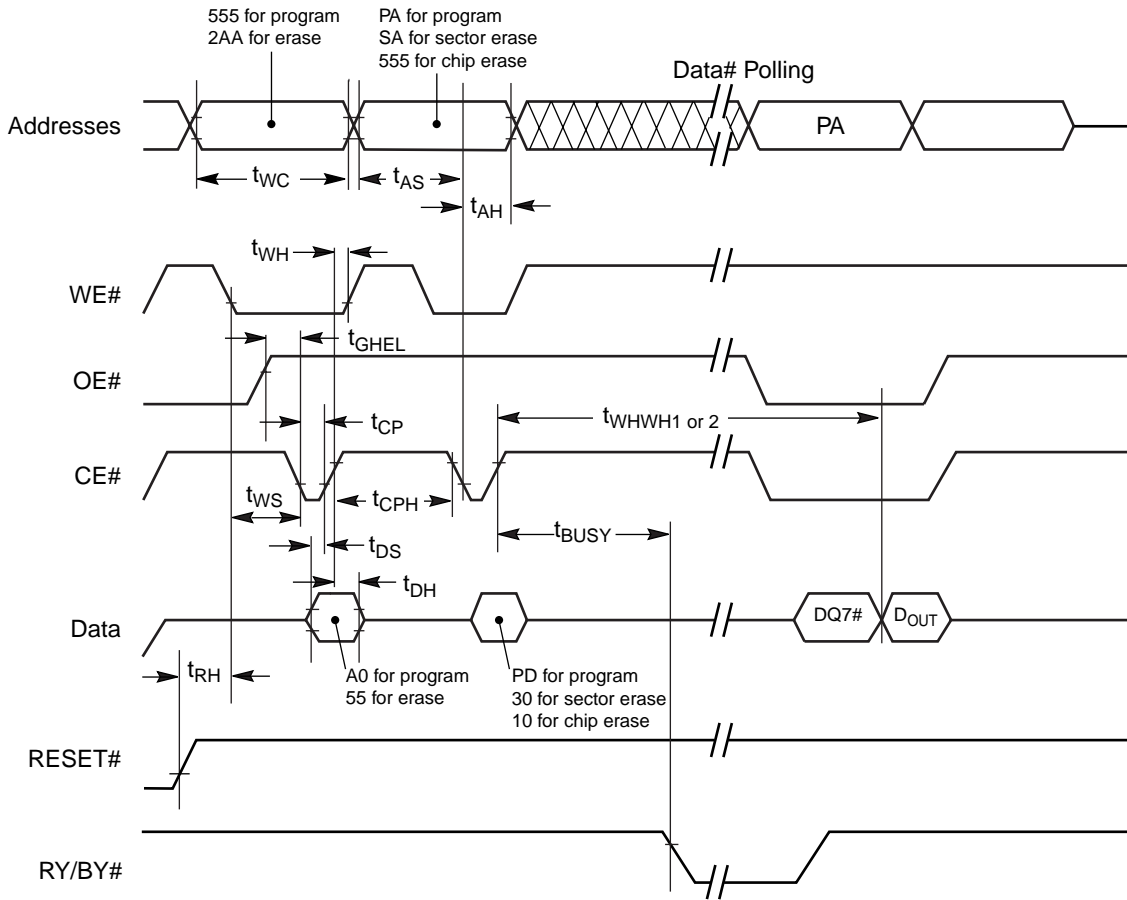 555 for program
2AA for erase
PA for program
SA for sector erase
555 for chip erase
Data# Polling
Addresses
PA
tWC
tAS
tAH
tWH
WE#
tGHEL
OE#
tWHWH1 or 2
tCP
CE#
tWS
tCPH
tBUSY
tDS
tDH
Data
DQ7#
DOUT
tRH
A0 for program
55 for erase
PD for program
30 for sector erase
10 for chip erase
RESET#
RY/BY#